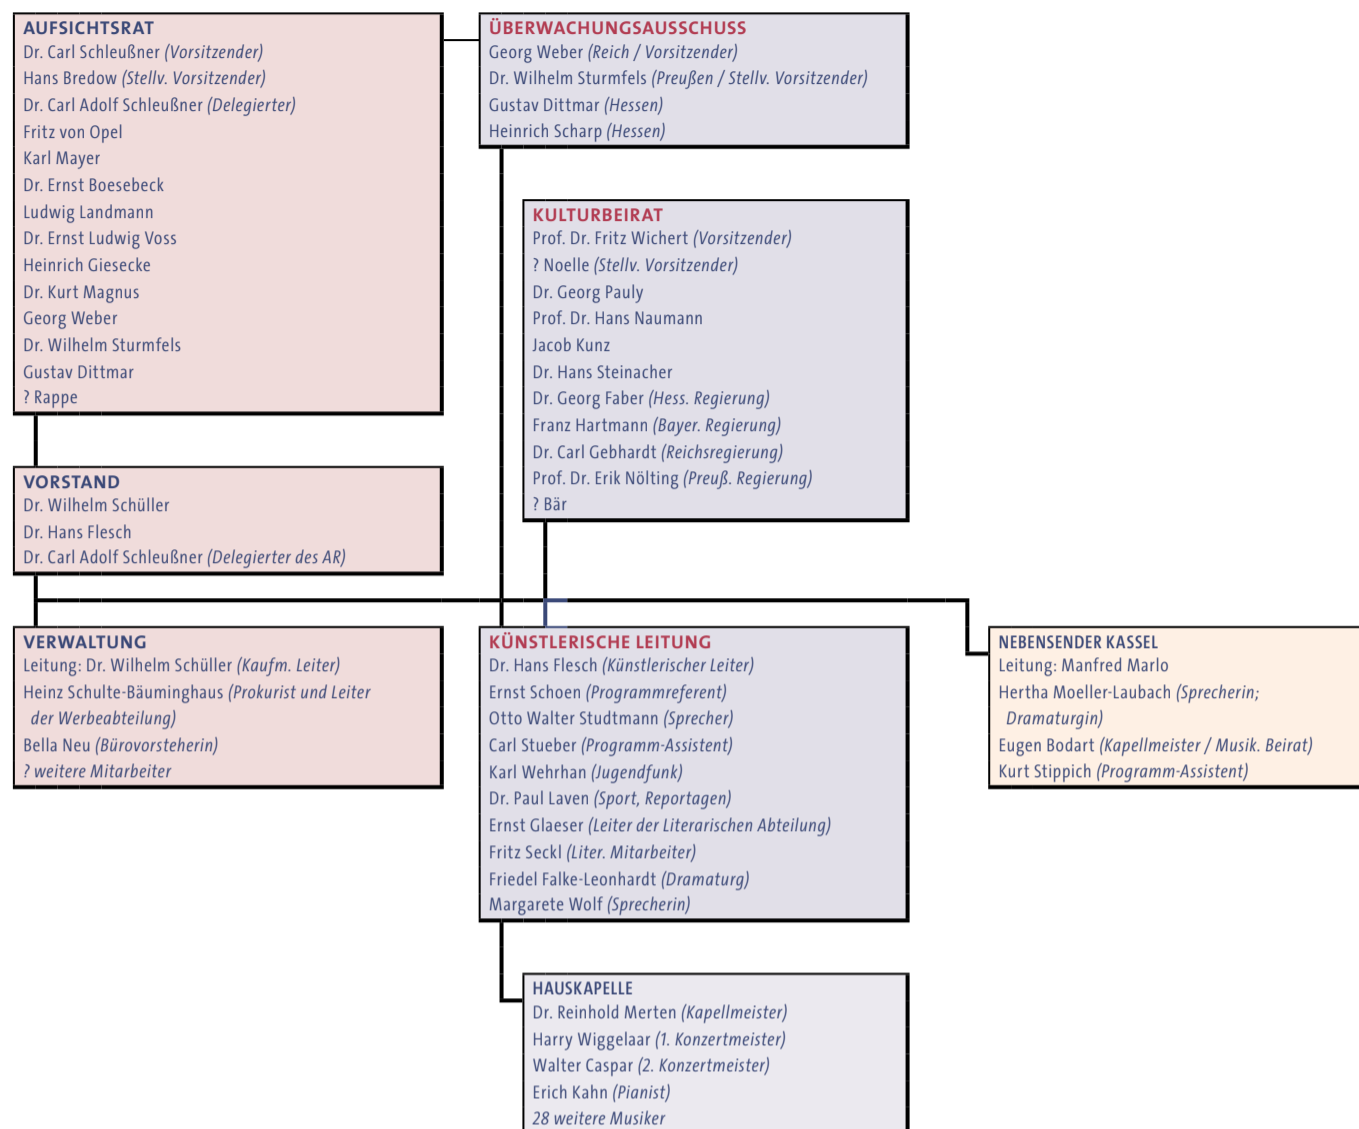 AUFSICHTSRAT
Dr. Carl Schleußner (Vorsitzender)
Hans Bredow (Stellv. Vorsitzender)
Dr. Carl Adolf Schleußner (Delegierter)
Fritz von Opel
Karl Mayer
Dr. Ernst Boesebeck
Ludwig Landmann
Dr. Ernst Ludwig Voss
Heinrich Giesecke
Dr. Kurt Magnus
Georg Weber
Dr. Wilhelm Sturmfels
Gustav Dittmar
? Rappe
ÜBERWACHUNGSAUSSCHUSS
Georg Weber (Reich / Vorsitzender)
Dr. Wilhelm Sturmfels (Preußen / Stellv. Vorsitzender)
Gustav Dittmar (Hessen)
Heinrich Scharp (Hessen)
KULTURBEIRAT
Prof. Dr. Fritz Wichert (Vorsitzender)
? Noelle (Stellv. Vorsitzender)
Dr. Georg Pauly
Prof. Dr. Hans Naumann
Jacob Kunz
Dr. Hans Steinacher
Dr. Georg Faber (Hess. Regierung)
Franz Hartmann (Bayer. Regierung)
Dr. Carl Gebhardt (Reichsregierung)
Prof. Dr. Erik Nölting (Preuß. Regierung)
? Bär
VORSTAND
Dr. Wilhelm Schüller
Dr. Hans Flesch
Dr. Carl Adolf Schleußner (Delegierter des AR)
VERWALTUNG
Leitung: Dr. Wilhelm Schüller (Kaufm. Leiter)
Heinz Schulte-Bäuminghaus (Prokurist und Leiter
der Werbeabteilung)
Bella Neu (Bürovorsteherin)
? weitere Mitarbeiter
KÜNSTLERISCHE LEITUNG
Dr. Hans Flesch (Künstlerischer Leiter)
Ernst Schoen (Programmreferent)
Otto Walter Studtmann (Sprecher)
Carl Stueber (Programm-Assistent)
Karl Wehrhan (Jugendfunk)
Dr. Paul Laven (Sport, Reportagen)
Ernst Glaeser (Leiter der Literarischen Abteilung)
Fritz Seckl (Liter. Mitarbeiter)
Friedel Falke-Leonhardt (Dramaturg)
Margarete Wolf (Sprecherin)
NEBENSENDER KASSEL
Leitung: Manfred Marlo
Hertha Moeller-Laubach (Sprecherin;
Dramaturgin)
Eugen Bodart (Kapellmeister / Musik. Beirat)
Kurt Stippich (Programm-Assistent)
HAUSKAPELLE
Dr. Reinhold Merten (Kapellmeister)
Harry Wiggelaar (1. Konzertmeister)
Walter Caspar (2. Konzertmeister)
Erich Kahn (Pianist)
28 weitere Musiker